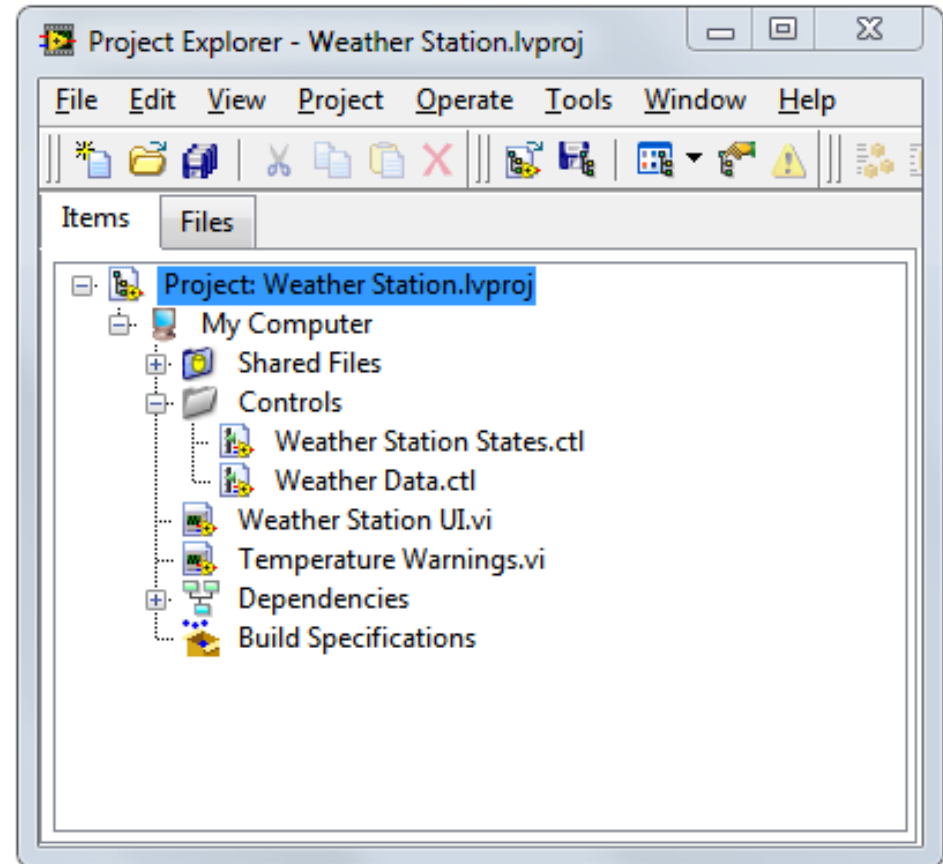 Project Explorer - Weather Station.lvproj
File Edit View Project Operate Tools Window Help
Items Files
Project: Weather Station.lvproj
My Computer
Shared Files
Controls
Weather Station States.ctl
Weather Data.ctl
Weather Station UI.vi
Temperature Warnings.vi
Dependencies
Build Specifications